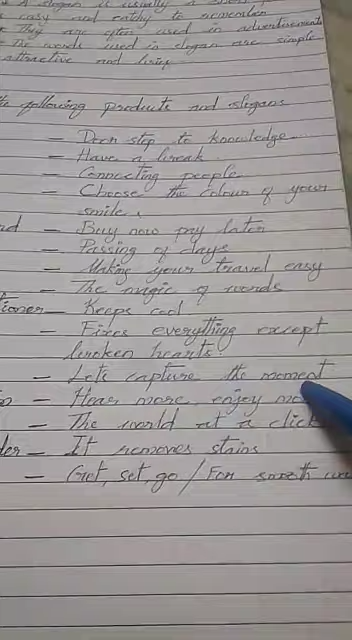 A slogan is usually a
easy and catchy to remember
They are often used in advertisements
The words used in slogan are simple
attractive and
following products and slogans
— Door step to knowledge
— Have a break
— Connecting people
— Choose the colour of your
smile.
— Buy now pay later
— Passing of days
— Making your travel easy
— The magic of words
— Keeps cool
— Fixes everything except
broken hearts.
— Lets capture the moment
— Hear more, enjoy
— The world at a click
— It removes stains
— Get, set, go / For smooth